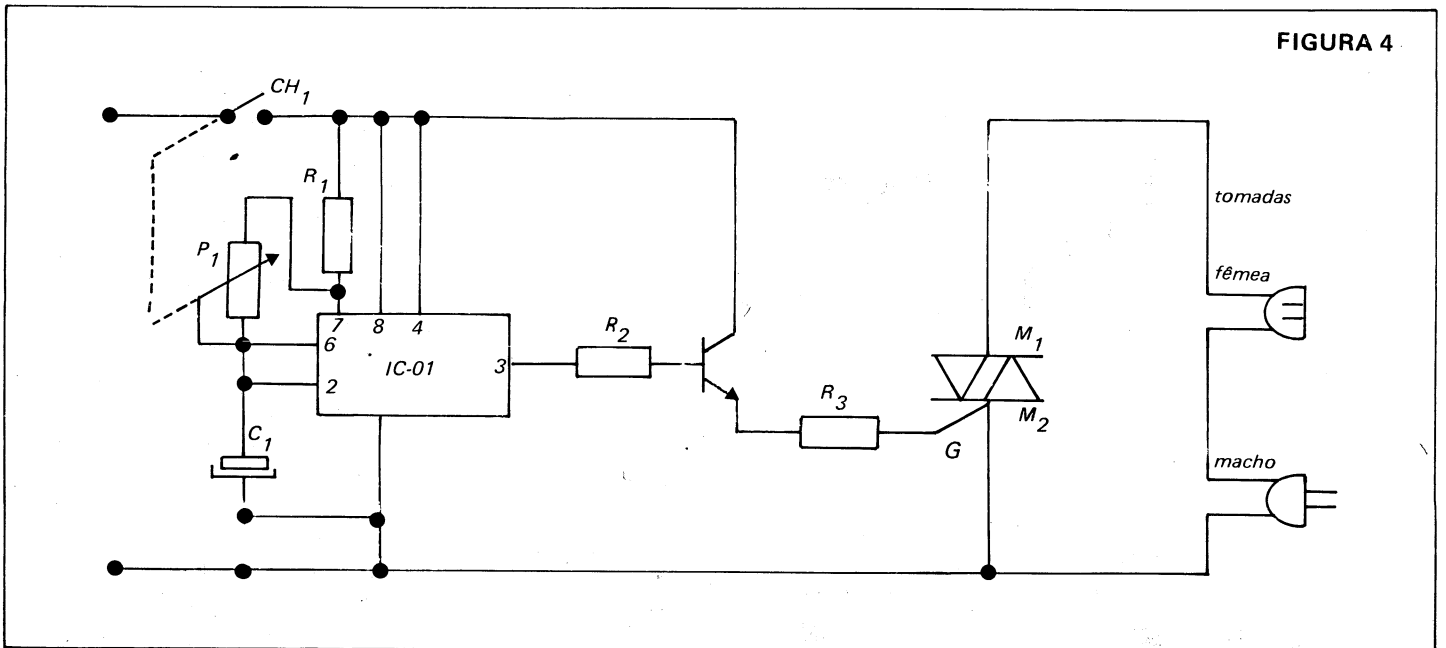 FIGURA 4
CH1
R1
P1
tomadas
fêmea
7 8 4
6
R2
M1
IC-01
3
2
R3
M2
C1
G
macho